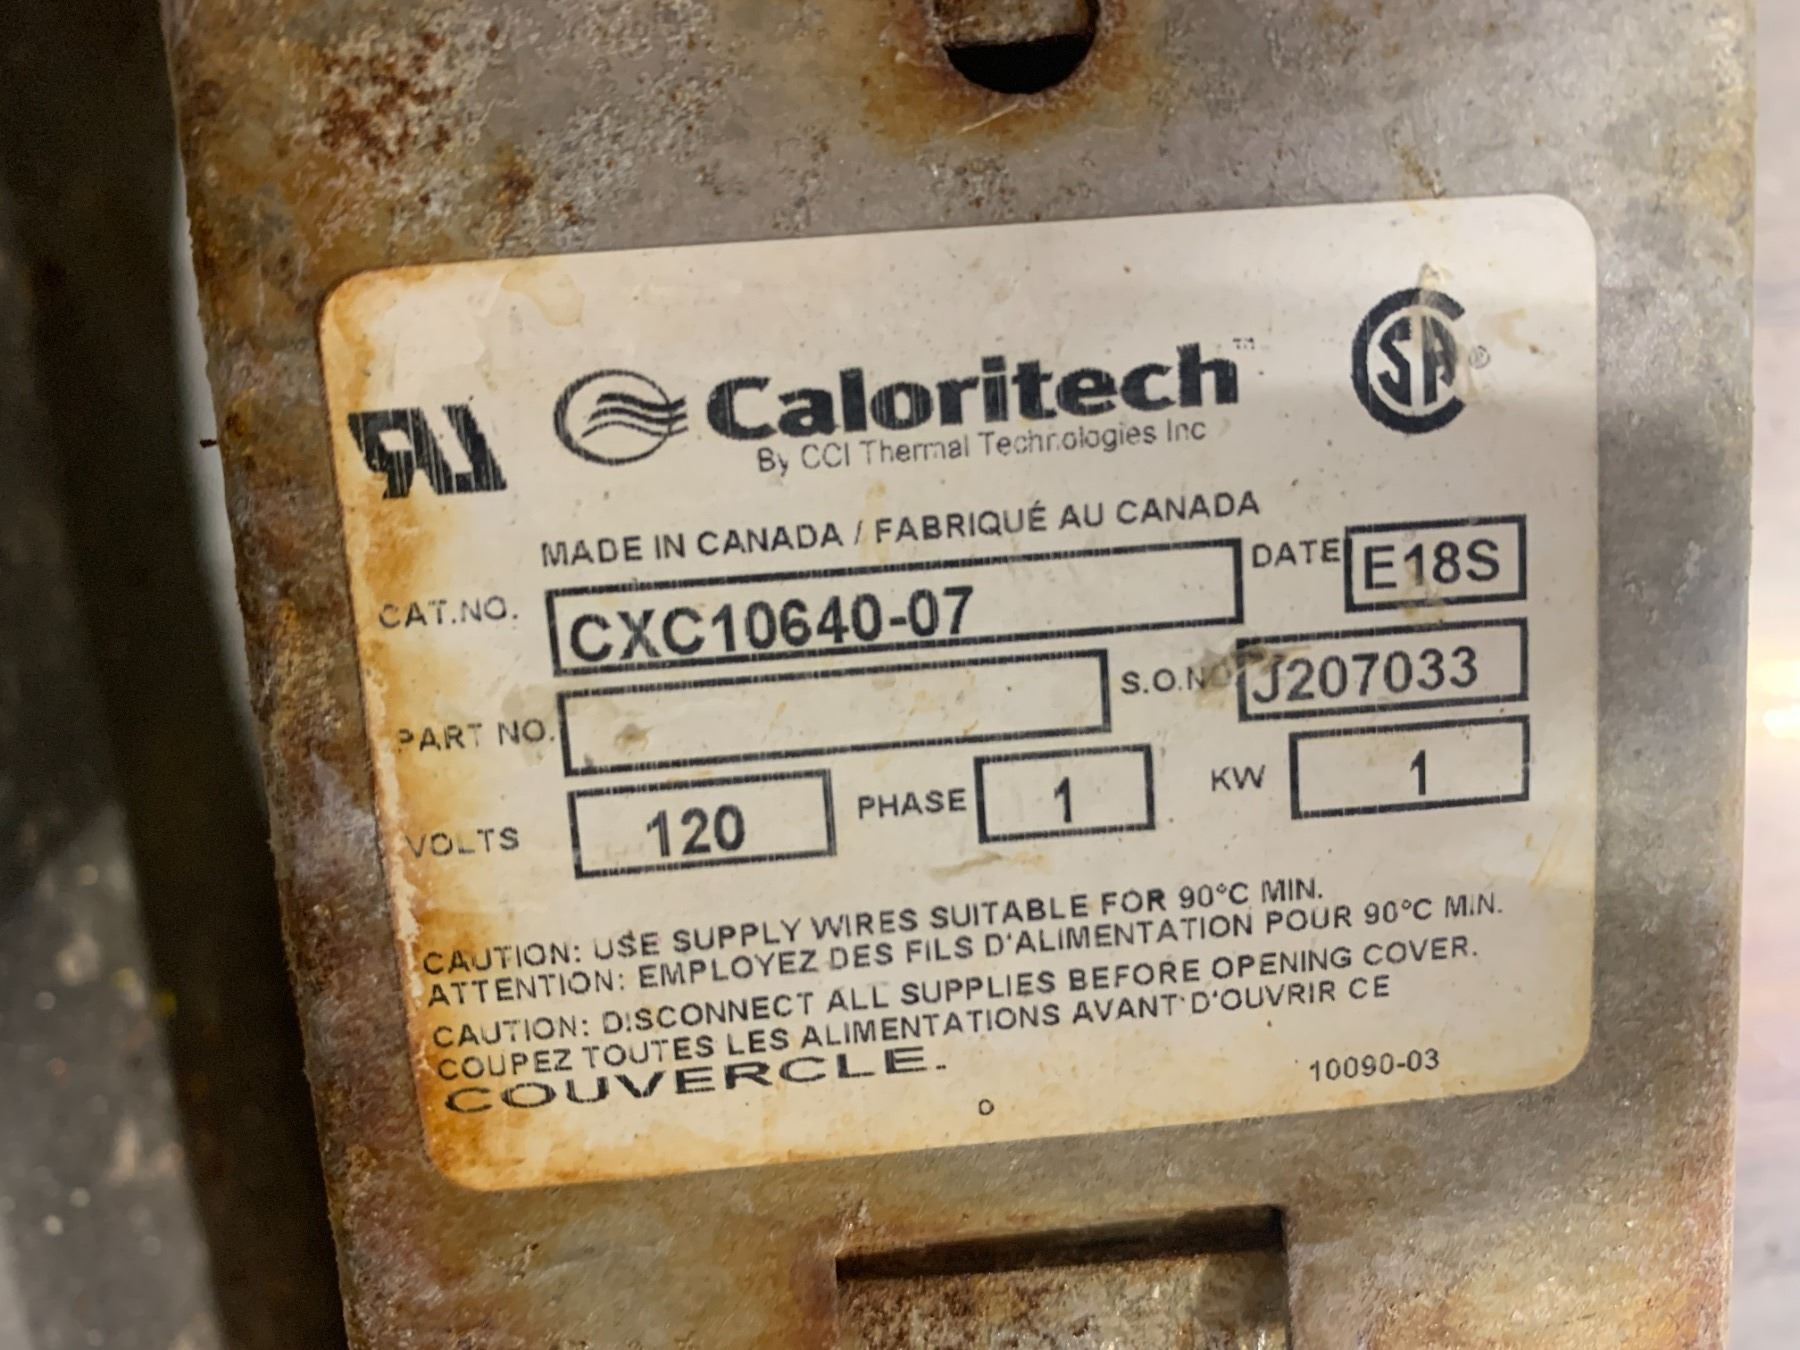 RU
Caloritech™
By CCI Thermal Technologies Inc
CSA®
MADE IN CANADA / FABRIQUÉ AU CANADA
CAT.NO. CXC10640-07 DATE E18S
PART NO. S.O.NO J207033
VOLTS 120 PHASE 1 KW 1
CAUTION: USE SUPPLY WIRES SUITABLE FOR 90°C MIN.
ATTENTION: EMPLOYEZ DES FILS D'ALIMENTATION POUR 90°C MIN.
CAUTION: DISCONNECT ALL SUPPLIES BEFORE OPENING COVER.
COUPEZ TOUTES LES ALIMENTATIONS AVANT D'OUVRIR CE
COUVERCLE.
10090-03